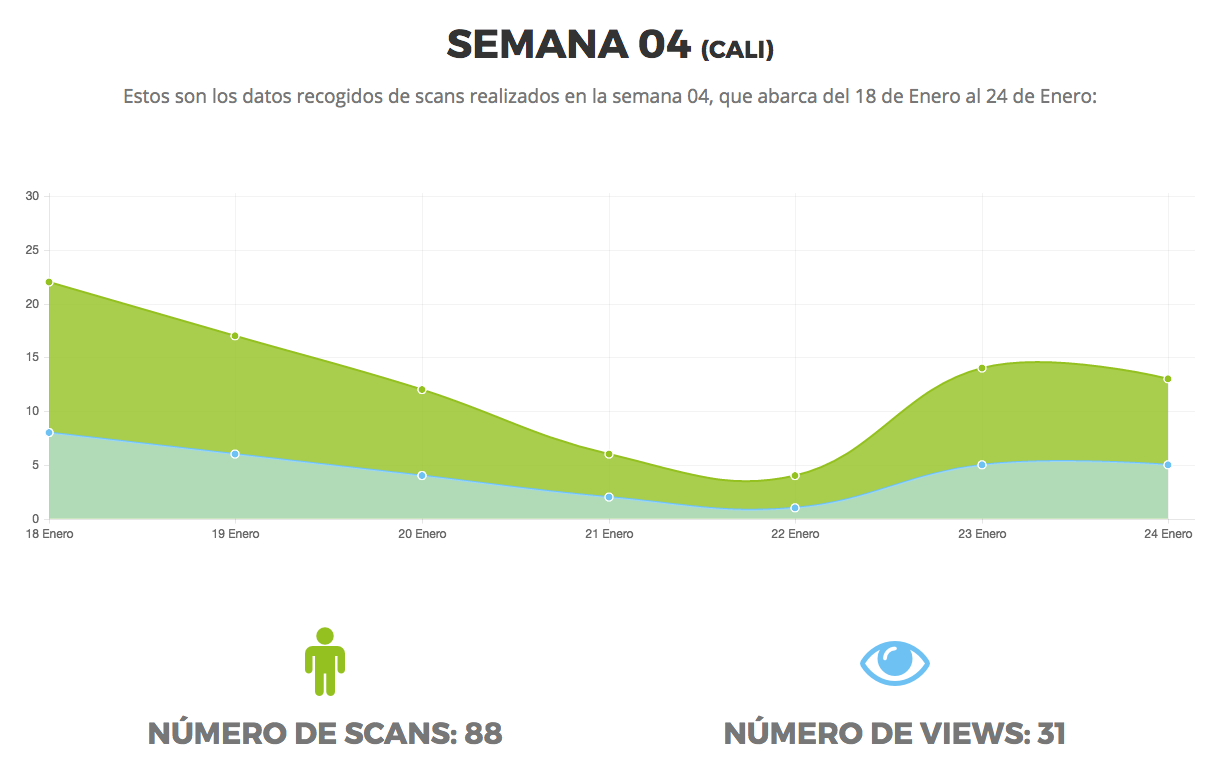 SEMANA 04 (CALI)
Estos son los datos recogidos de scans realizados en la semana 04, que abarca del 18 de Enero al 24 de Enero:
30
25
20
15
10
5
0
18 Enero 19 Enero 20 Enero 21 Enero 22 Enero 23 Enero 24 Enero
NÚMERO DE SCANS: 88 NÚMERO DE VIEWS: 31